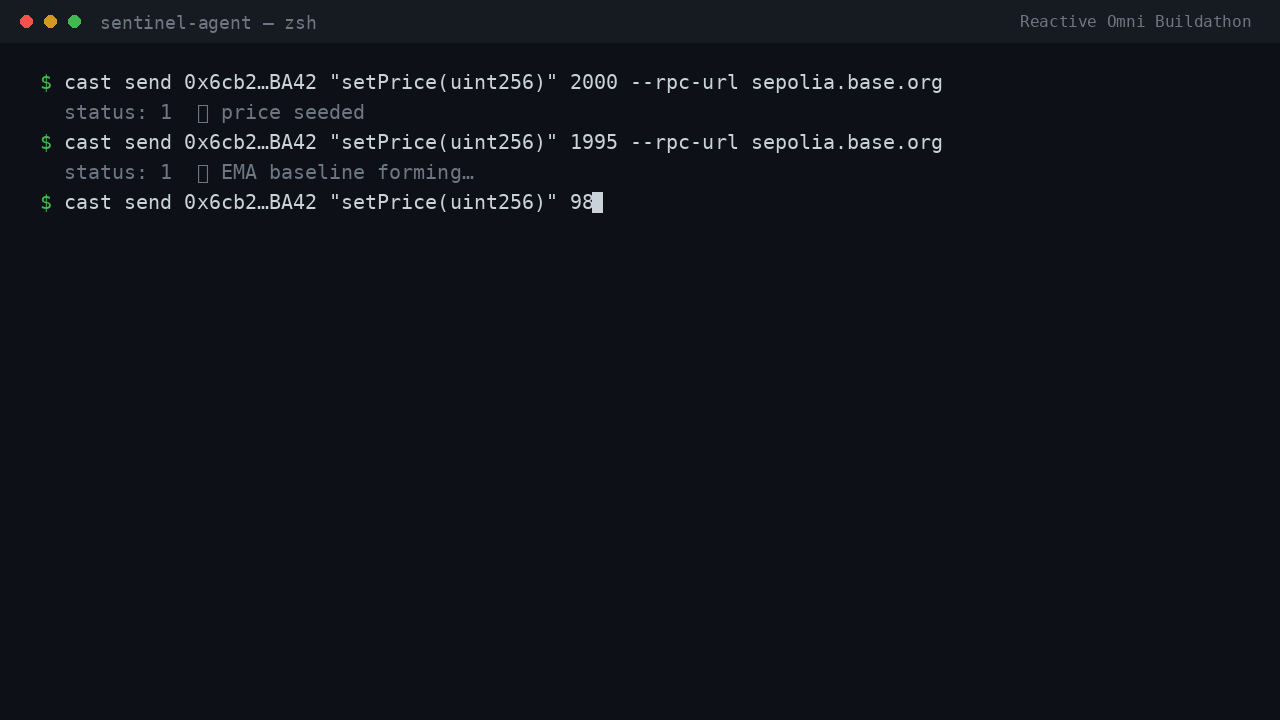 sentinel-agent — zsh
Reactive Omni Buildathon
$ cast send 0x6cb2…BA42 "setPrice(uint256)" 2000 --rpc-url sepolia.base.org
status: 1 ▯ price seeded
$ cast send 0x6cb2…BA42 "setPrice(uint256)" 1995 --rpc-url sepolia.base.org
status: 1 ▯ EMA baseline forming…
$ cast send 0x6cb2…BA42 "setPrice(uint256)" 98